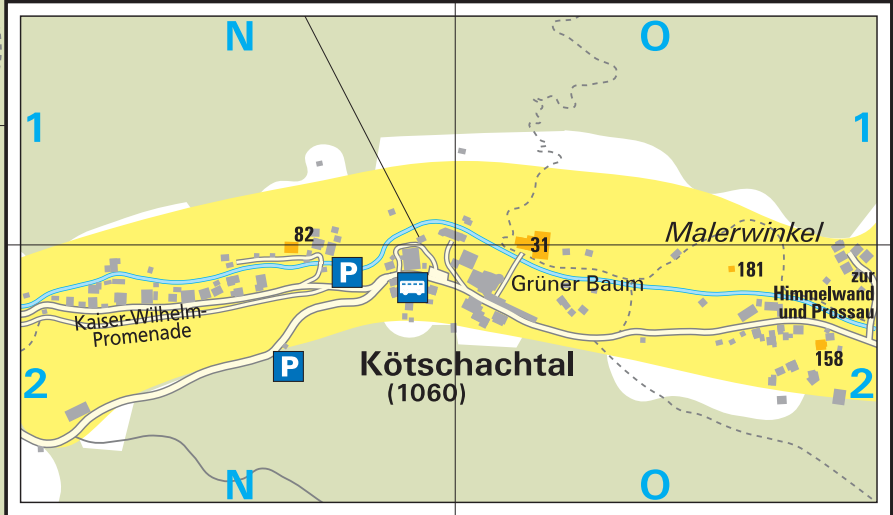 N
O
1
1
82
31
Malerwinkel
P
181
Grüner Baum
zur
Himmelwand
und Prossau
Kaiser-Wilhelm-
Promenade
P
Kötschachtal
(1060)
158
2
2
N
O